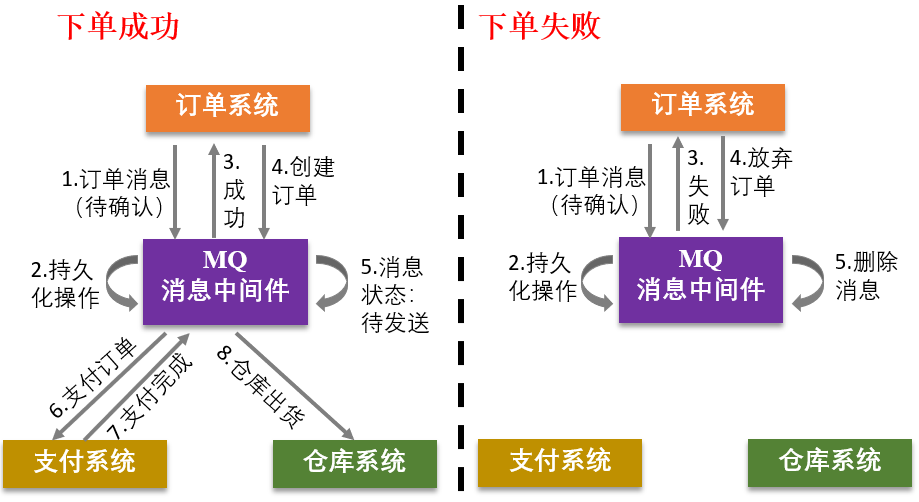 下单成功
订单系统
1.订单消息
（待确认）
3.
成
功
4.创建
订单
2.持久
化操作
MQ
消息中间件
5.消息
状态：
待发送
6.支付订单
7.支付完成
8.仓库出货
支付系统
仓库系统
下单失败
订单系统
1.订单消息
（待确认）
3.
失
败
4.放弃
订单
2.持久
化操作
MQ
消息中间件
5.删除
消息
支付系统
仓库系统